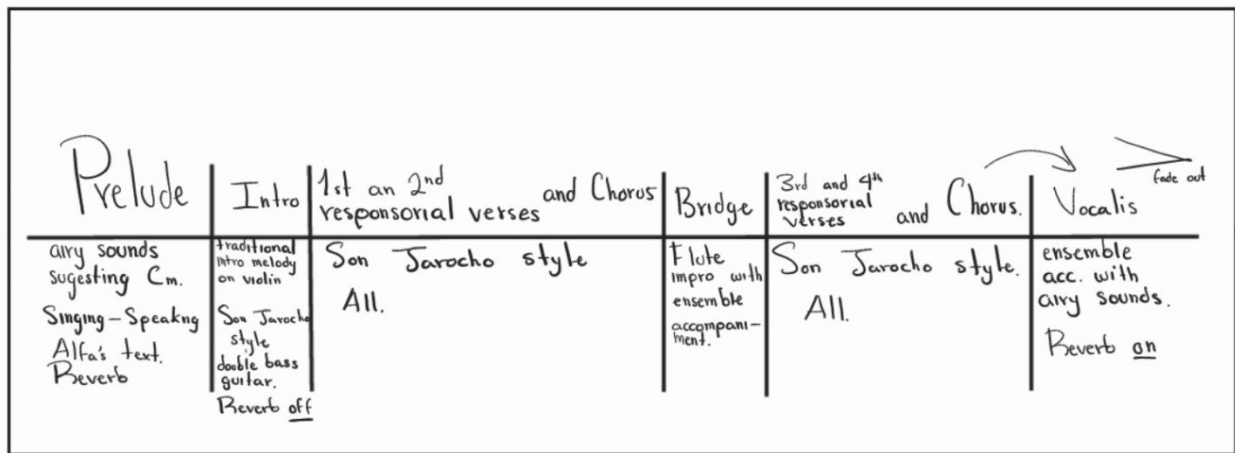 Prelude
airy sounds
sugesting Cm.
Singing-Speakng
Alfa's text.
Reverb
Intro
traditional
intro melody
on violin
Son Jarocho
style
double bass
guitar.
Reverb off
1st an 2nd
responsorial verses
and Chorus
Son Jarocho style
All.
Bridge
Flute
impro with
ensemble
accompani-
ment.
3rd and 4th
responsorial
verses
and Chorus.
Son Jarocho style.
All.
Vocalis
fade out
ensemble
acc. with
airy sounds.
Reverb on